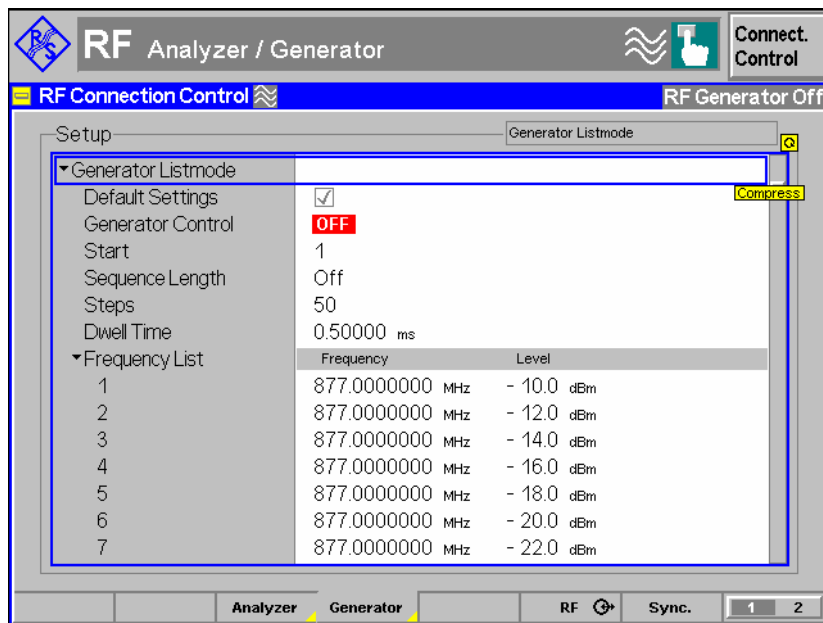 R&S RF Analyzer / Generator
Connect. Control
RF Connection Control
RF Generator Off
Setup
Generator Listmode
Generator Listmode
Compress
Default Settings
Generator Control OFF
Start 1
Sequence Length Off
Steps 50
Dwell Time 0.50000 ms
Frequency List Frequency Level
1 877.0000000 MHz - 10.0 dBm
2 877.0000000 MHz - 12.0 dBm
3 877.0000000 MHz - 14.0 dBm
4 877.0000000 MHz - 16.0 dBm
5 877.0000000 MHz - 18.0 dBm
6 877.0000000 MHz - 20.0 dBm
7 877.0000000 MHz - 22.0 dBm
Analyzer Generator RF Sync. 1 2